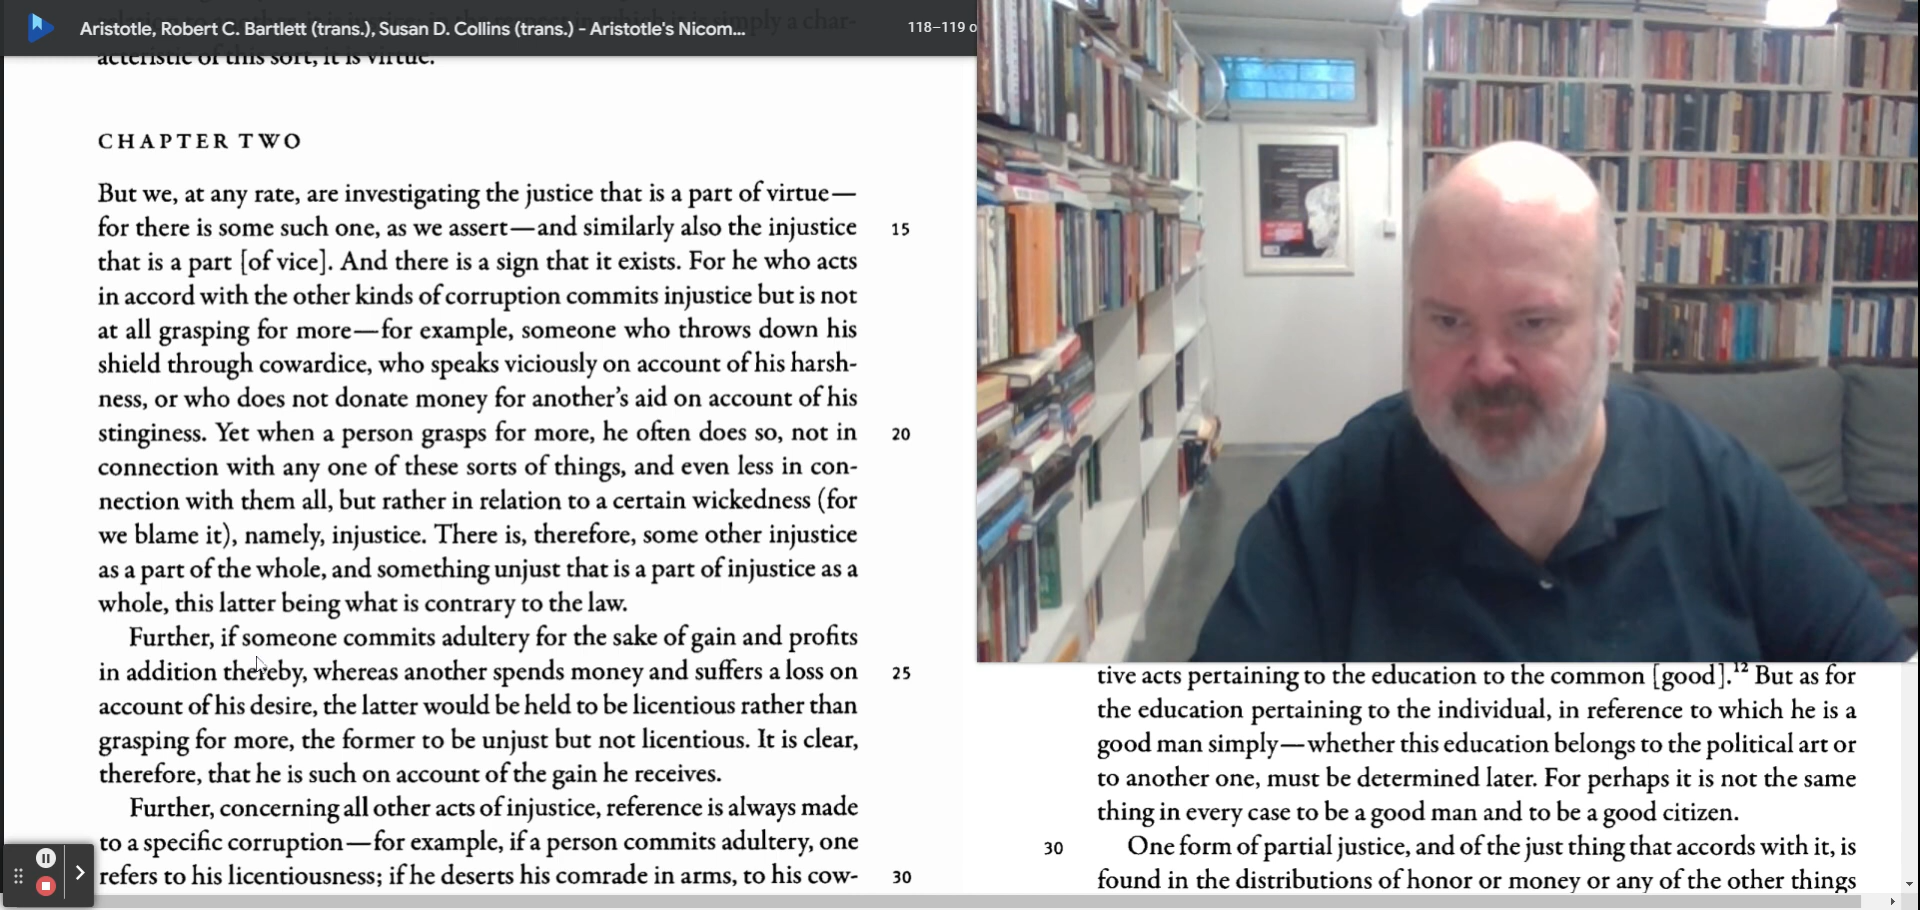 Aristotle, Robert C. Bartlett (trans.), Susan D. Collins (trans.) - Aristotle's Nicom...
118–119 o
acteristic of this sort, it is virtue.
CHAPTER TWO
But we, at any rate, are investigating the justice that is a part of virtue—
for there is some such one, as we assert—and similarly also the injustice 15
that is a part [of vice]. And there is a sign that it exists. For he who acts
in accord with the other kinds of corruption commits injustice but is not
at all grasping for more—for example, someone who throws down his
shield through cowardice, who speaks viciously on account of his harsh-
ness, or who does not donate money for another's aid on account of his
stinginess. Yet when a person grasps for more, he often does so, not in 20
connection with any one of these sorts of things, and even less in con-
nection with them all, but rather in relation to a certain wickedness (for
we blame it), namely, injustice. There is, therefore, some other injustice
as a part of the whole, and something unjust that is a part of injustice as a
whole, this latter being what is contrary to the law.
Further, if someone commits adultery for the sake of gain and profits
in addition thereby, whereas another spends money and suffers a loss on 25
account of his desire, the latter would be held to be licentious rather than
grasping for more, the former to be unjust but not licentious. It is clear,
therefore, that he is such on account of the gain he receives.
Further, concerning all other acts of injustice, reference is always made
to a specific corruption—for example, if a person commits adultery, one
refers to his licentiousness; if he deserts his comrade in arms, to his cow- 30
tive acts pertaining to the education to the common [good].12 But as for
the education pertaining to the individual, in reference to which he is a
good man simply—whether this education belongs to the political art or
to another one, must be determined later. For perhaps it is not the same
thing in every case to be a good man and to be a good citizen.
30 One form of partial justice, and of the just thing that accords with it, is
found in the distributions of honor or money or any of the other things